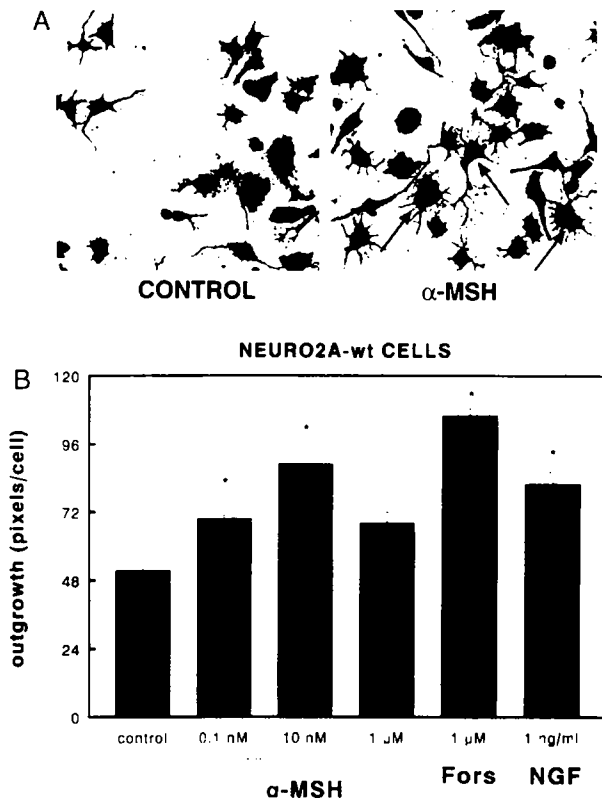 A
CONTROL
α-MSH
NEURO2A-wt CELLS
B
outgrowth (pixels/cell)
120
96
72
48
24
0
control
0.1 nM
10 nM
1 µM
1 µM
1 ng/ml
α-MSH
Fors
NGF